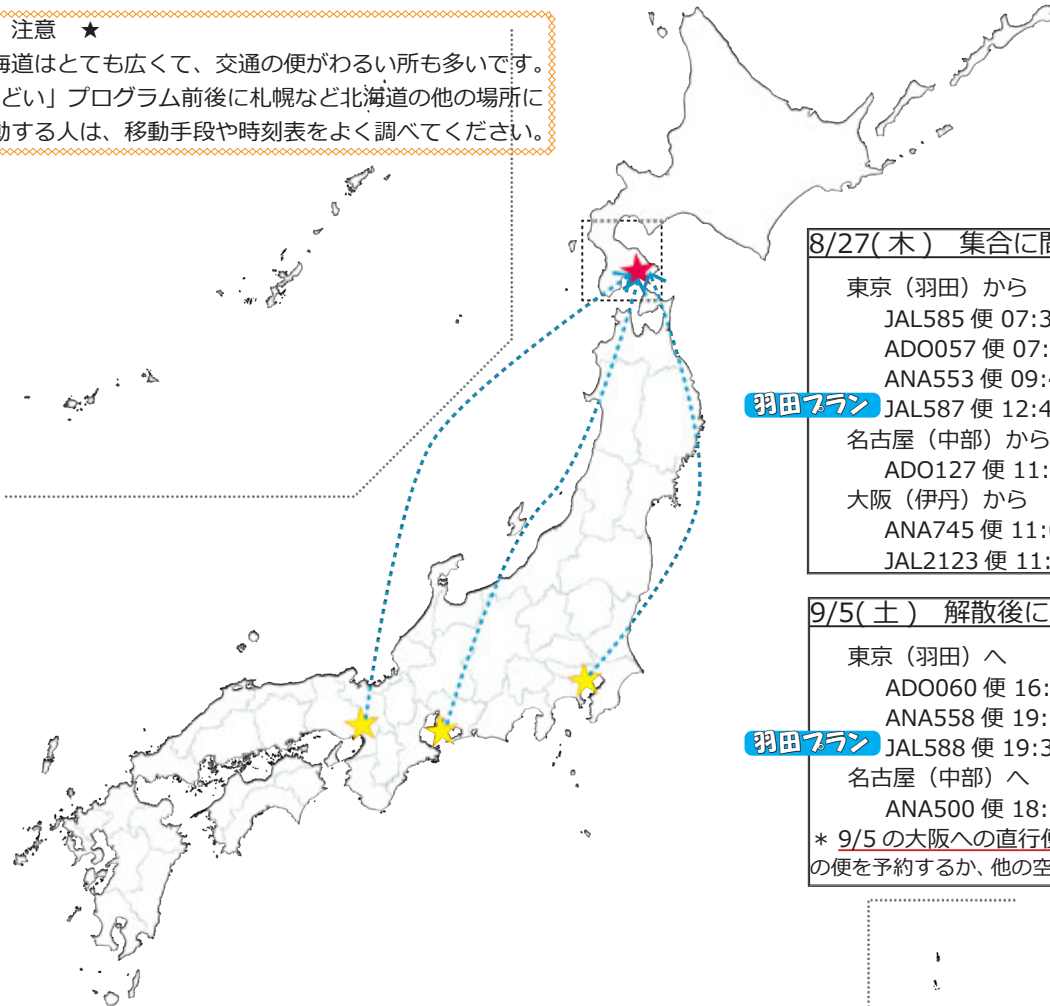 注意 ★
海道はとても広くて、交通の便がわるい所も多いです。
どい」プログラム前後に札幌など北海道の他の場所に
動する人は、移動手段や時刻表をよく調べてください。
8/27( 木 ) 集合に
東京（羽田）から
JAL585 便 07:3
ADO057 便 07:
ANA553 便 09:
羽田プラン JAL587 便 12:4
名古屋（中部）から
ADO127 便 11:
大阪（伊丹）から
ANA745 便 11:
JAL2123 便 11:
9/5( 土 ) 解散後に
東京（羽田）へ
ADO060 便 16:
ANA558 便 19:
羽田プラン JAL588 便 19:3
名古屋（中部）へ
ANA500 便 18:
* 9/5 の大阪への直行
の便を予約するか、他の空